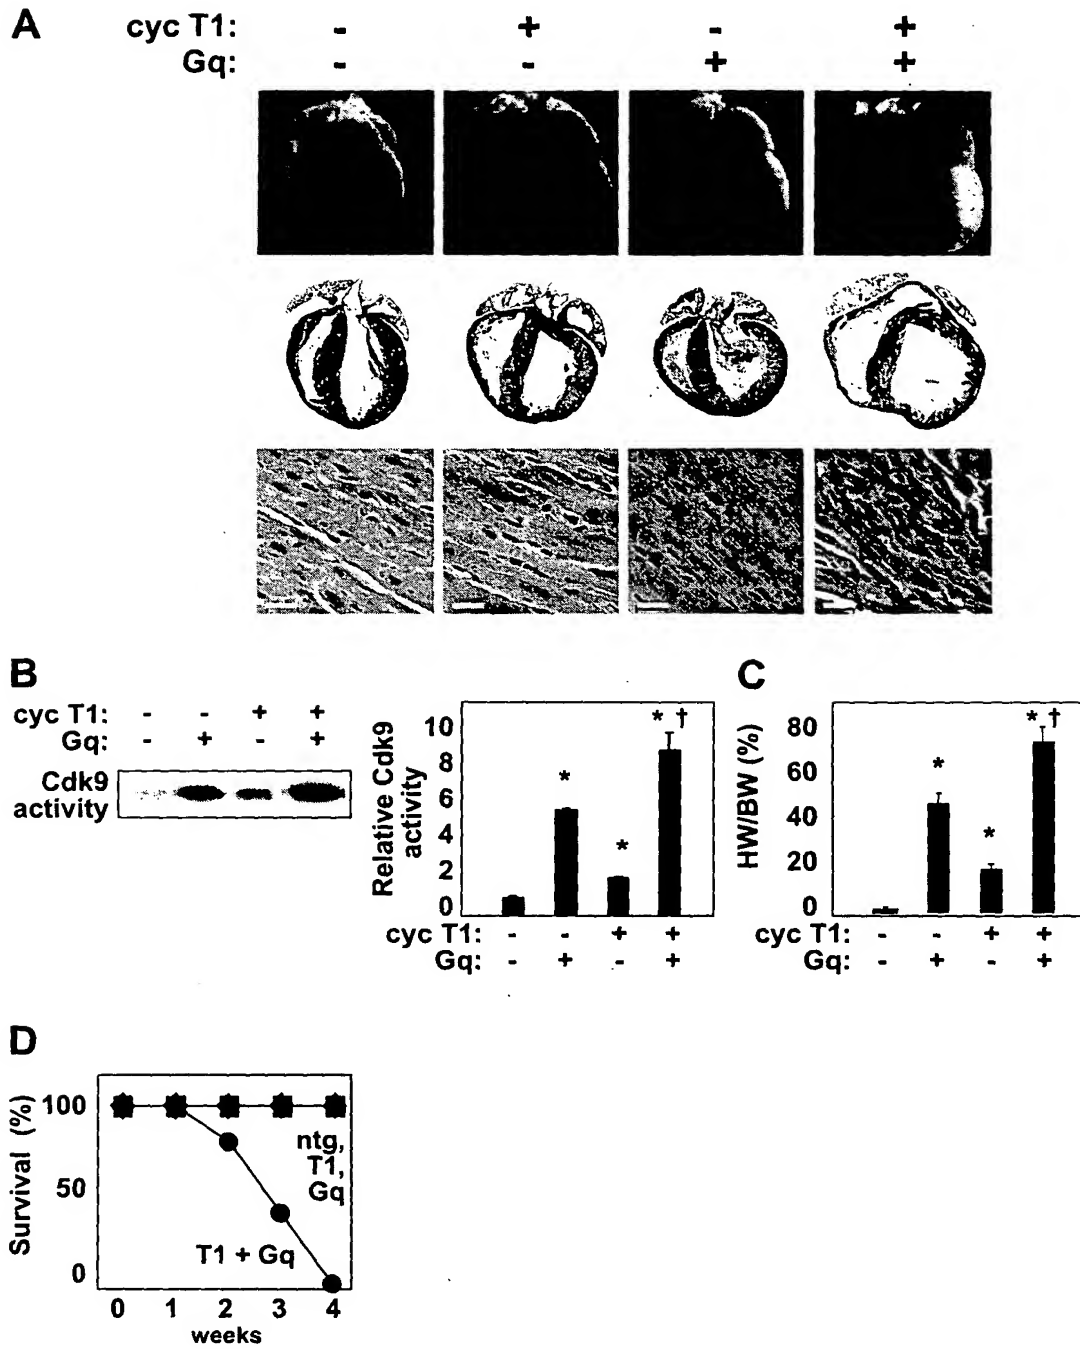 A
cyc T1: - + - +
Gq: - - + +
B
cyc T1: - - + +
Gq: - + - +
Cdk9
activity
Relative Cdk9
activity
10
8
6
4
2
0
*
*
* †
cyc T1: - - + +
Gq: - + - +
C
HW/BW (%)
80
60
40
20
0
*
*
* †
cyc T1: - - + +
Gq: - + - +
D
Survival (%)
100
50
0
ntg,
T1,
Gq
T1 + Gq
0 1 2 3 4
weeks